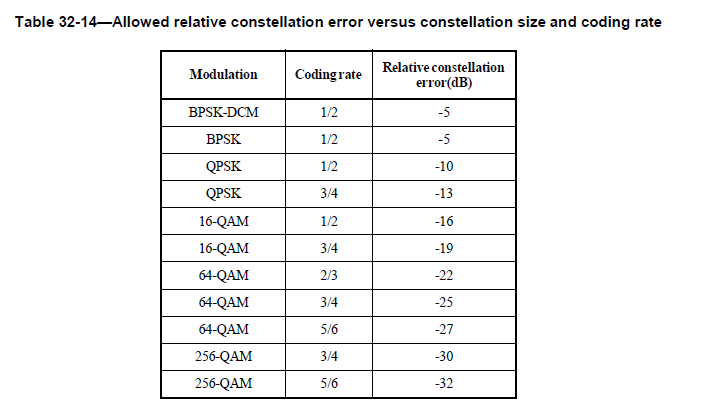 Table 32-14—Allowed relative constellation error versus constellation size and coding rate
Modulation Coding rate Relative constellation
error(dB)
BPSK-DCM 1/2 -5
BPSK 1/2 -5
QPSK 1/2 -10
QPSK 3/4 -13
16-QAM 1/2 -16
16-QAM 3/4 -19
64-QAM 2/3 -22
64-QAM 3/4 -25
64-QAM 5/6 -27
256-QAM 3/4 -30
256-QAM 5/6 -32